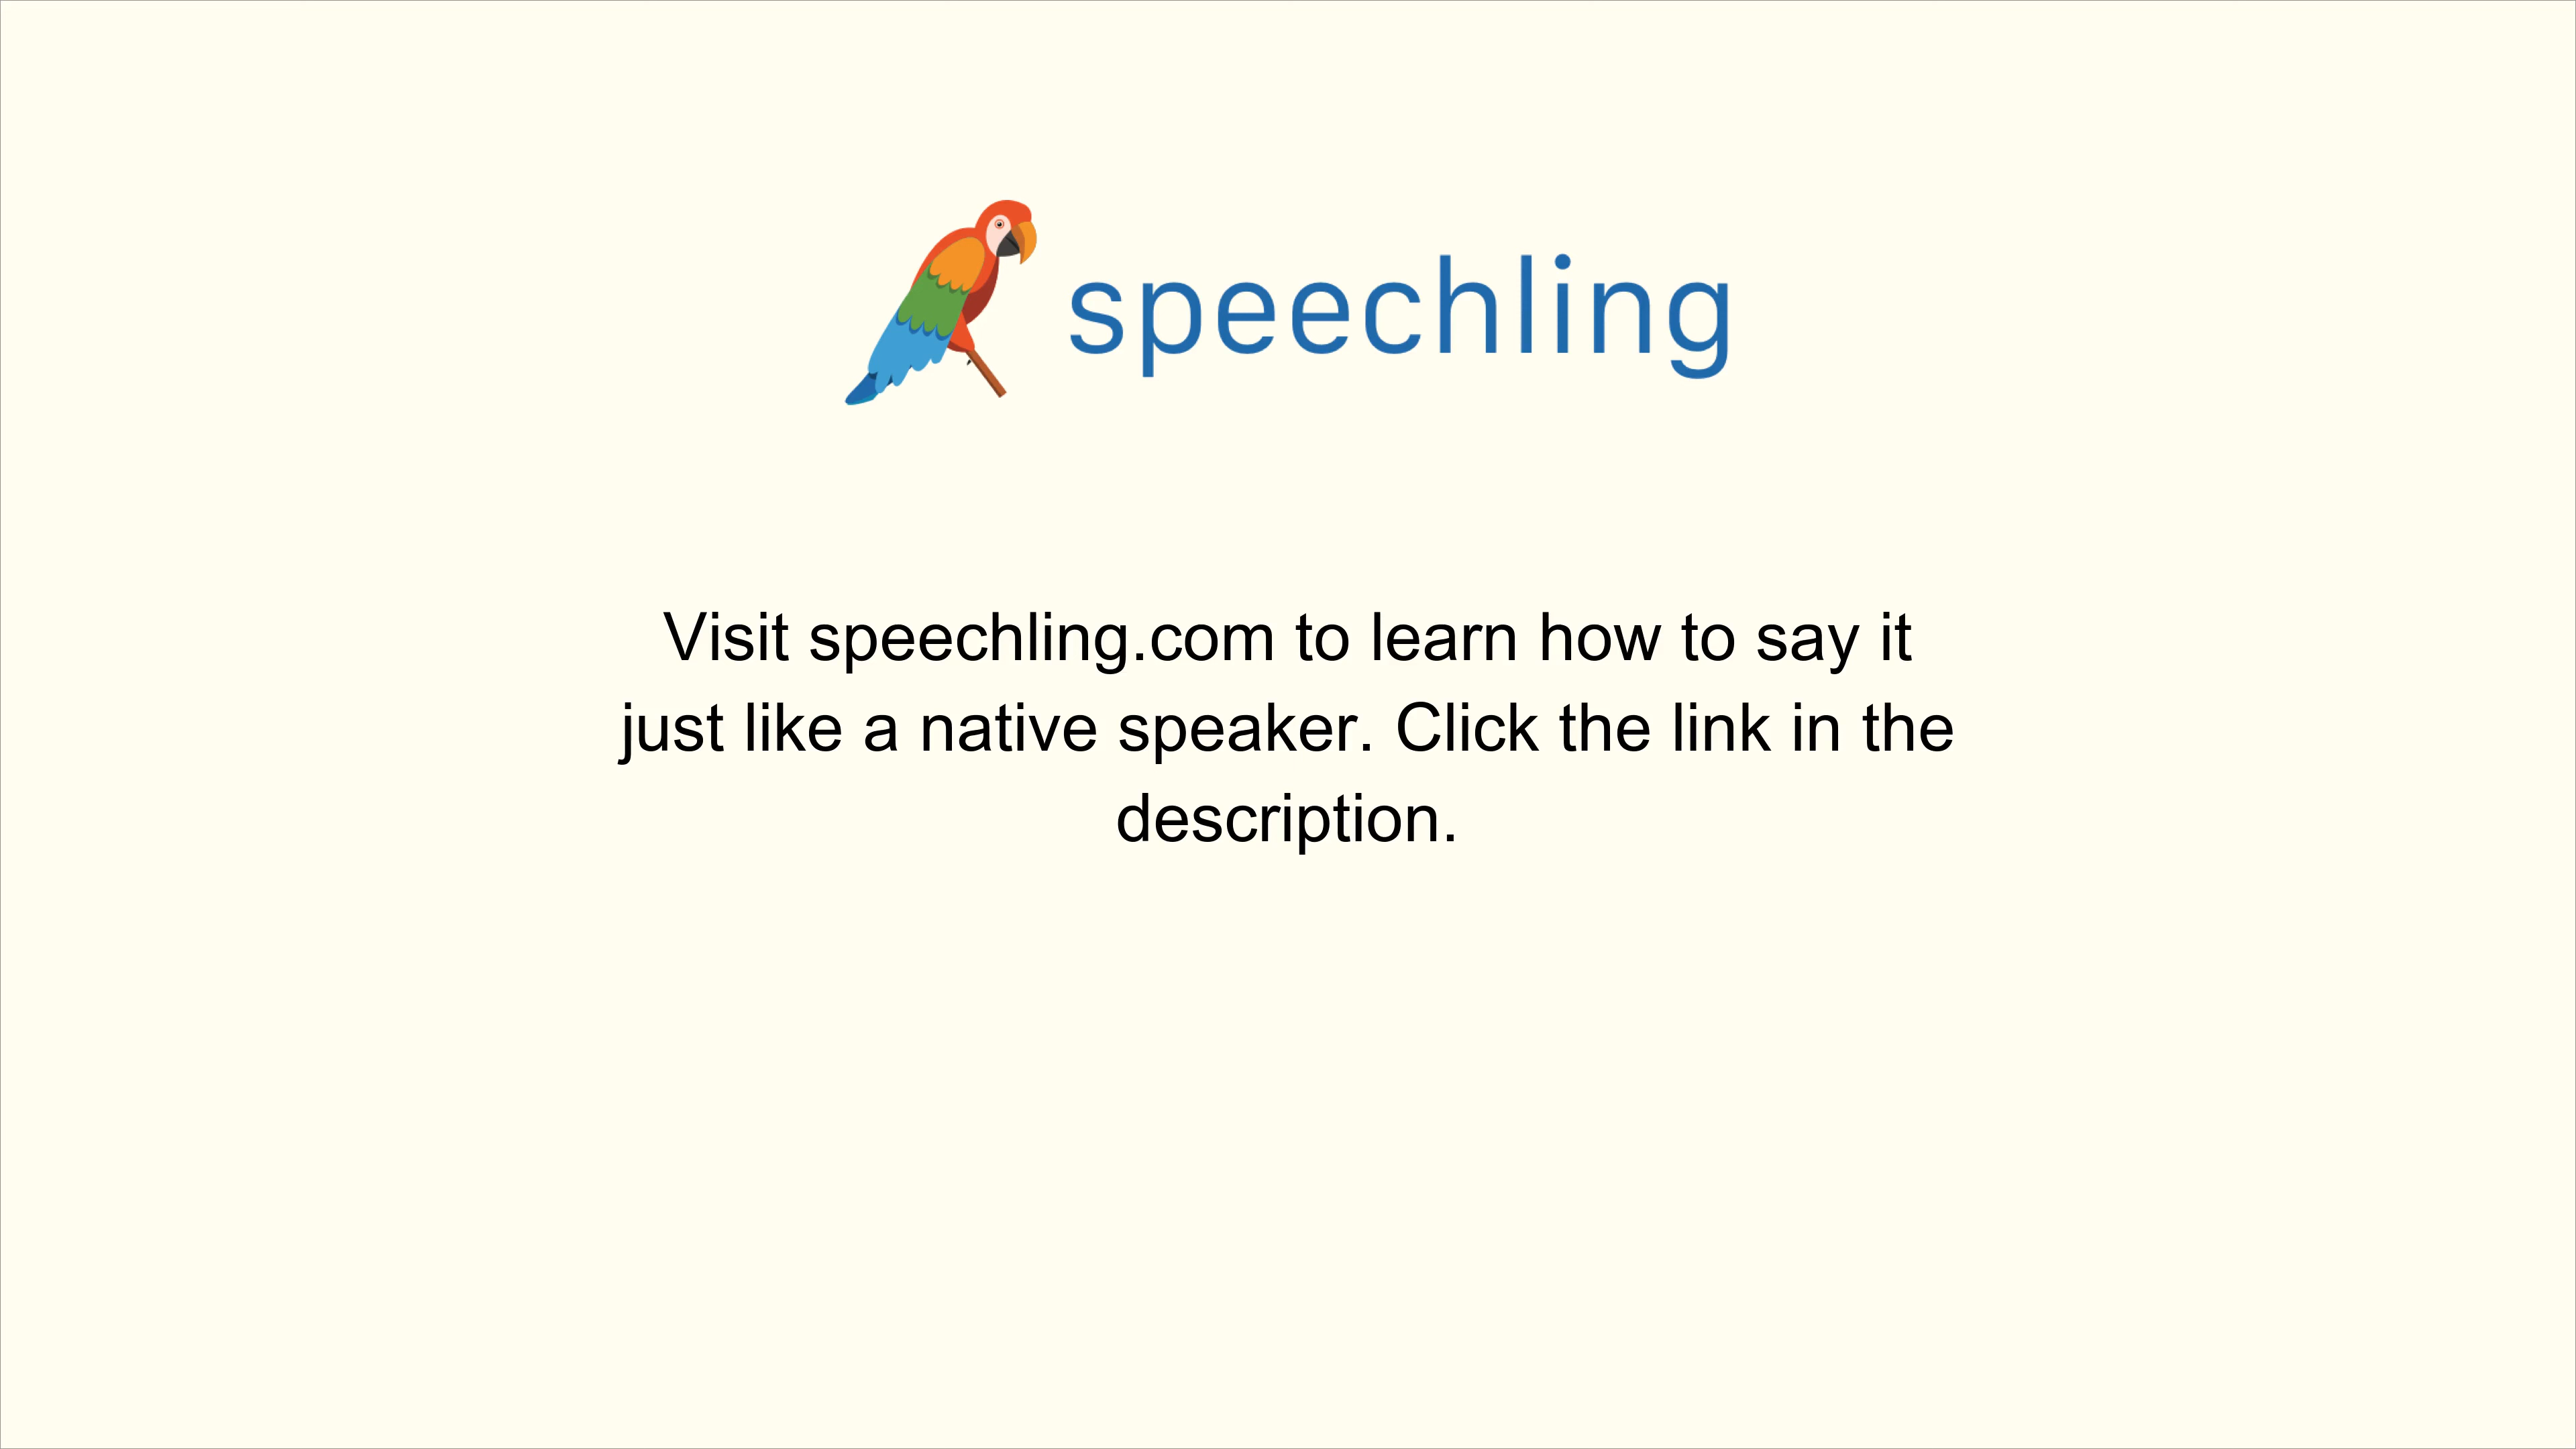 speechling
Visit speechling.com to learn how to say it
just like a native speaker. Click the link in the
description.